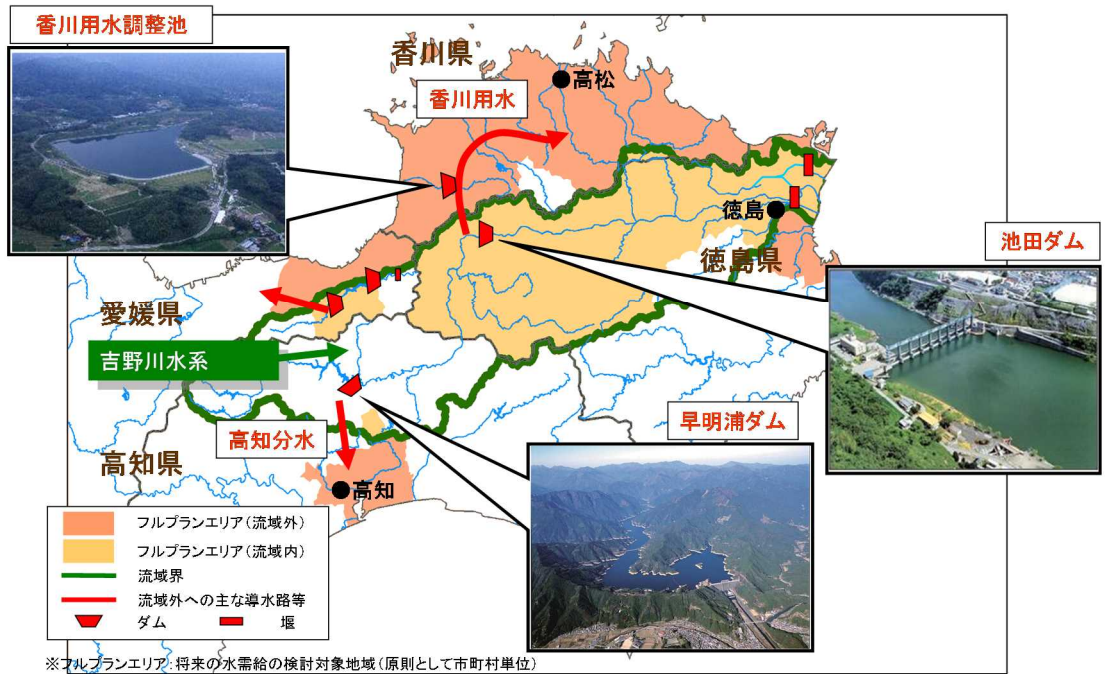 香川用水調整池
香川県
高松
香川用水
徳島
徳島県
池田ダム
愛媛県
吉野川水系
早明浦ダム
高知分水
高知県
高知
フルプランエリア(流域外)
フルプランエリア(流域内)
流域界
流域外への主な導水路等
ダム 堰
※フルプランエリア:将来の水需給の検討対象地域(原則として市町村単位)